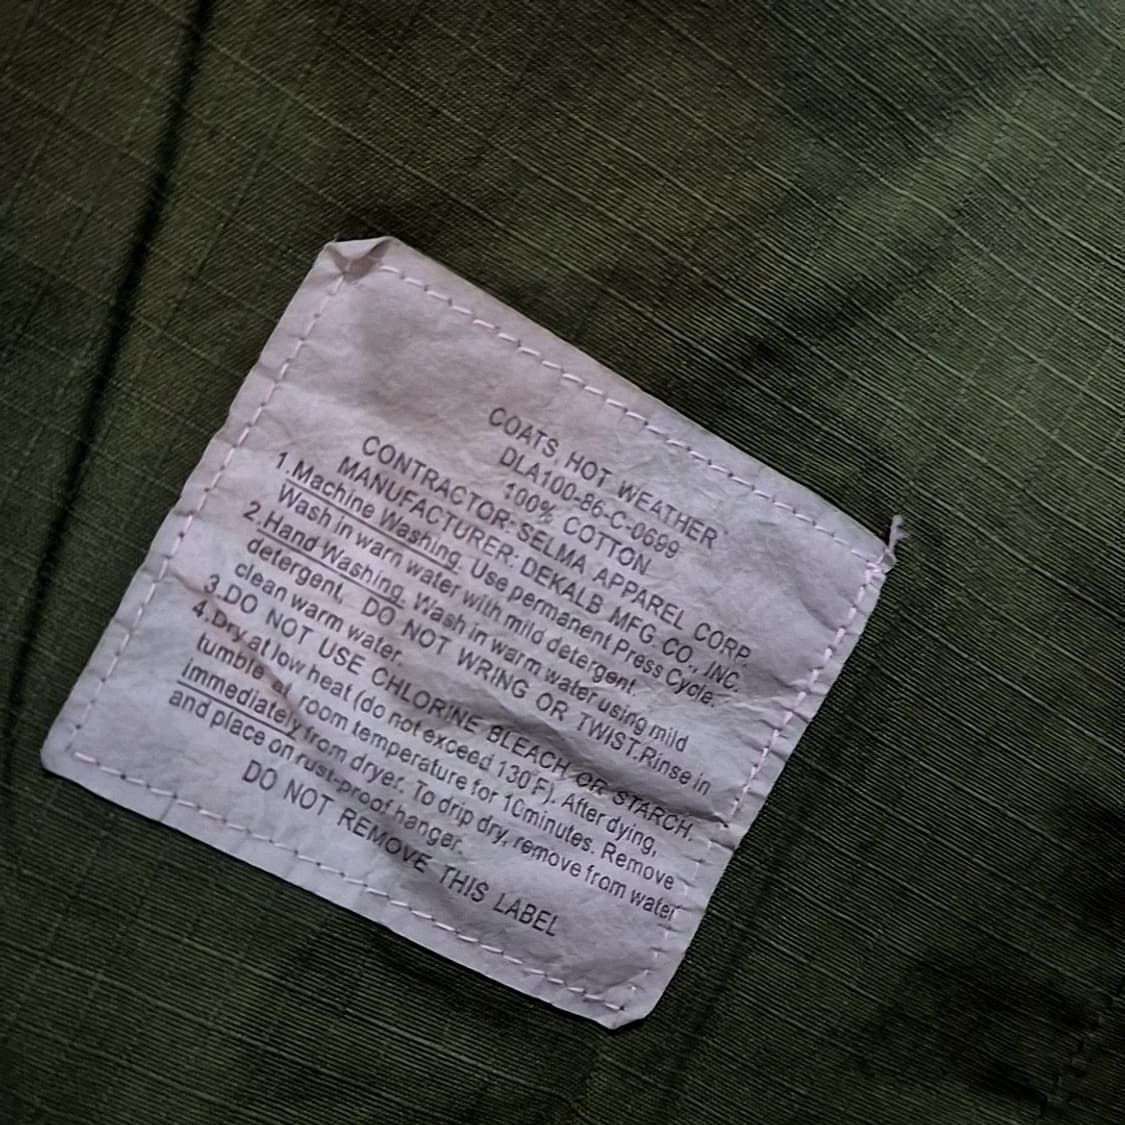 COATS, HOT WEATHER
DLA100-86-C-0699
100% COTTON
CONTRACTOR: SELMA APPAREL CORP.
MANUFACTURER: DEKALB MFG. CO., INC.
1.Machine Washing. Use permanent Press Cycle.
Wash in warn water with mild detergent.
2.Hand Washing. Wash in warm water using mild
detergent. DO NOT WRING OR TWIST.Rinse in
clean warm water.
3.DO NOT USE CHLORINE BLEACH OR STARCH.
4.Dry at low heat (do not exceed 130 F). After dying,
tumble at room temperature for 10minutes. Remove
immediately from dryer. To drip dry, remove from water
and place on rust-proof hanger.
DO NOT REMOVE THIS LABEL